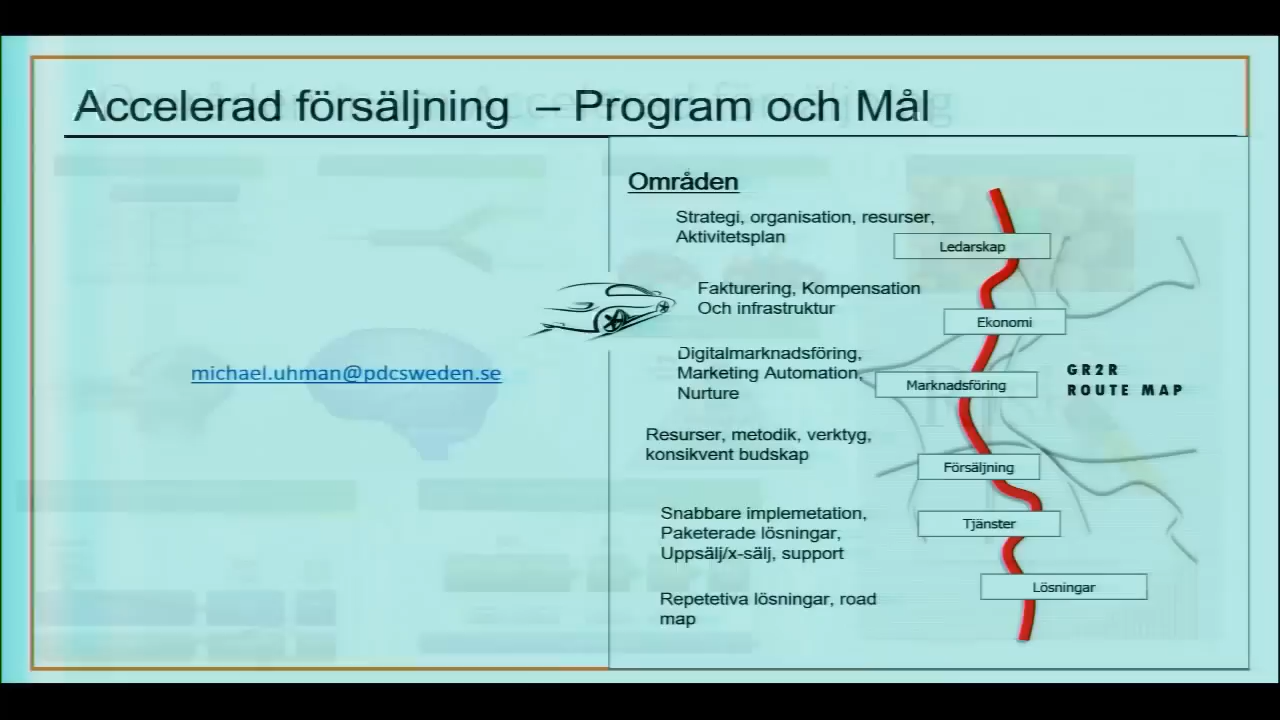 Accelerad försäljning – Program och Mål
Områden
Strategi, organisation, resurser,
Aktivitetsplan
Ledarskap
Fakturering, Kompensation
Och infrastruktur
Ekonomi
Digitalmarknadsföring,
Marketing Automation,
Nurture
Marknadsföring
GR2R
ROUTE MAP
michael.uhman@pdcsweden.se
Resurser, metodik, verktyg,
konsikvent budskap
Försäljning
Snabbare implemetation,
Paketerade lösningar,
Uppsälj/x-sälj, support
Tjänster
Lösningar
Repetetiva lösningar, road
map